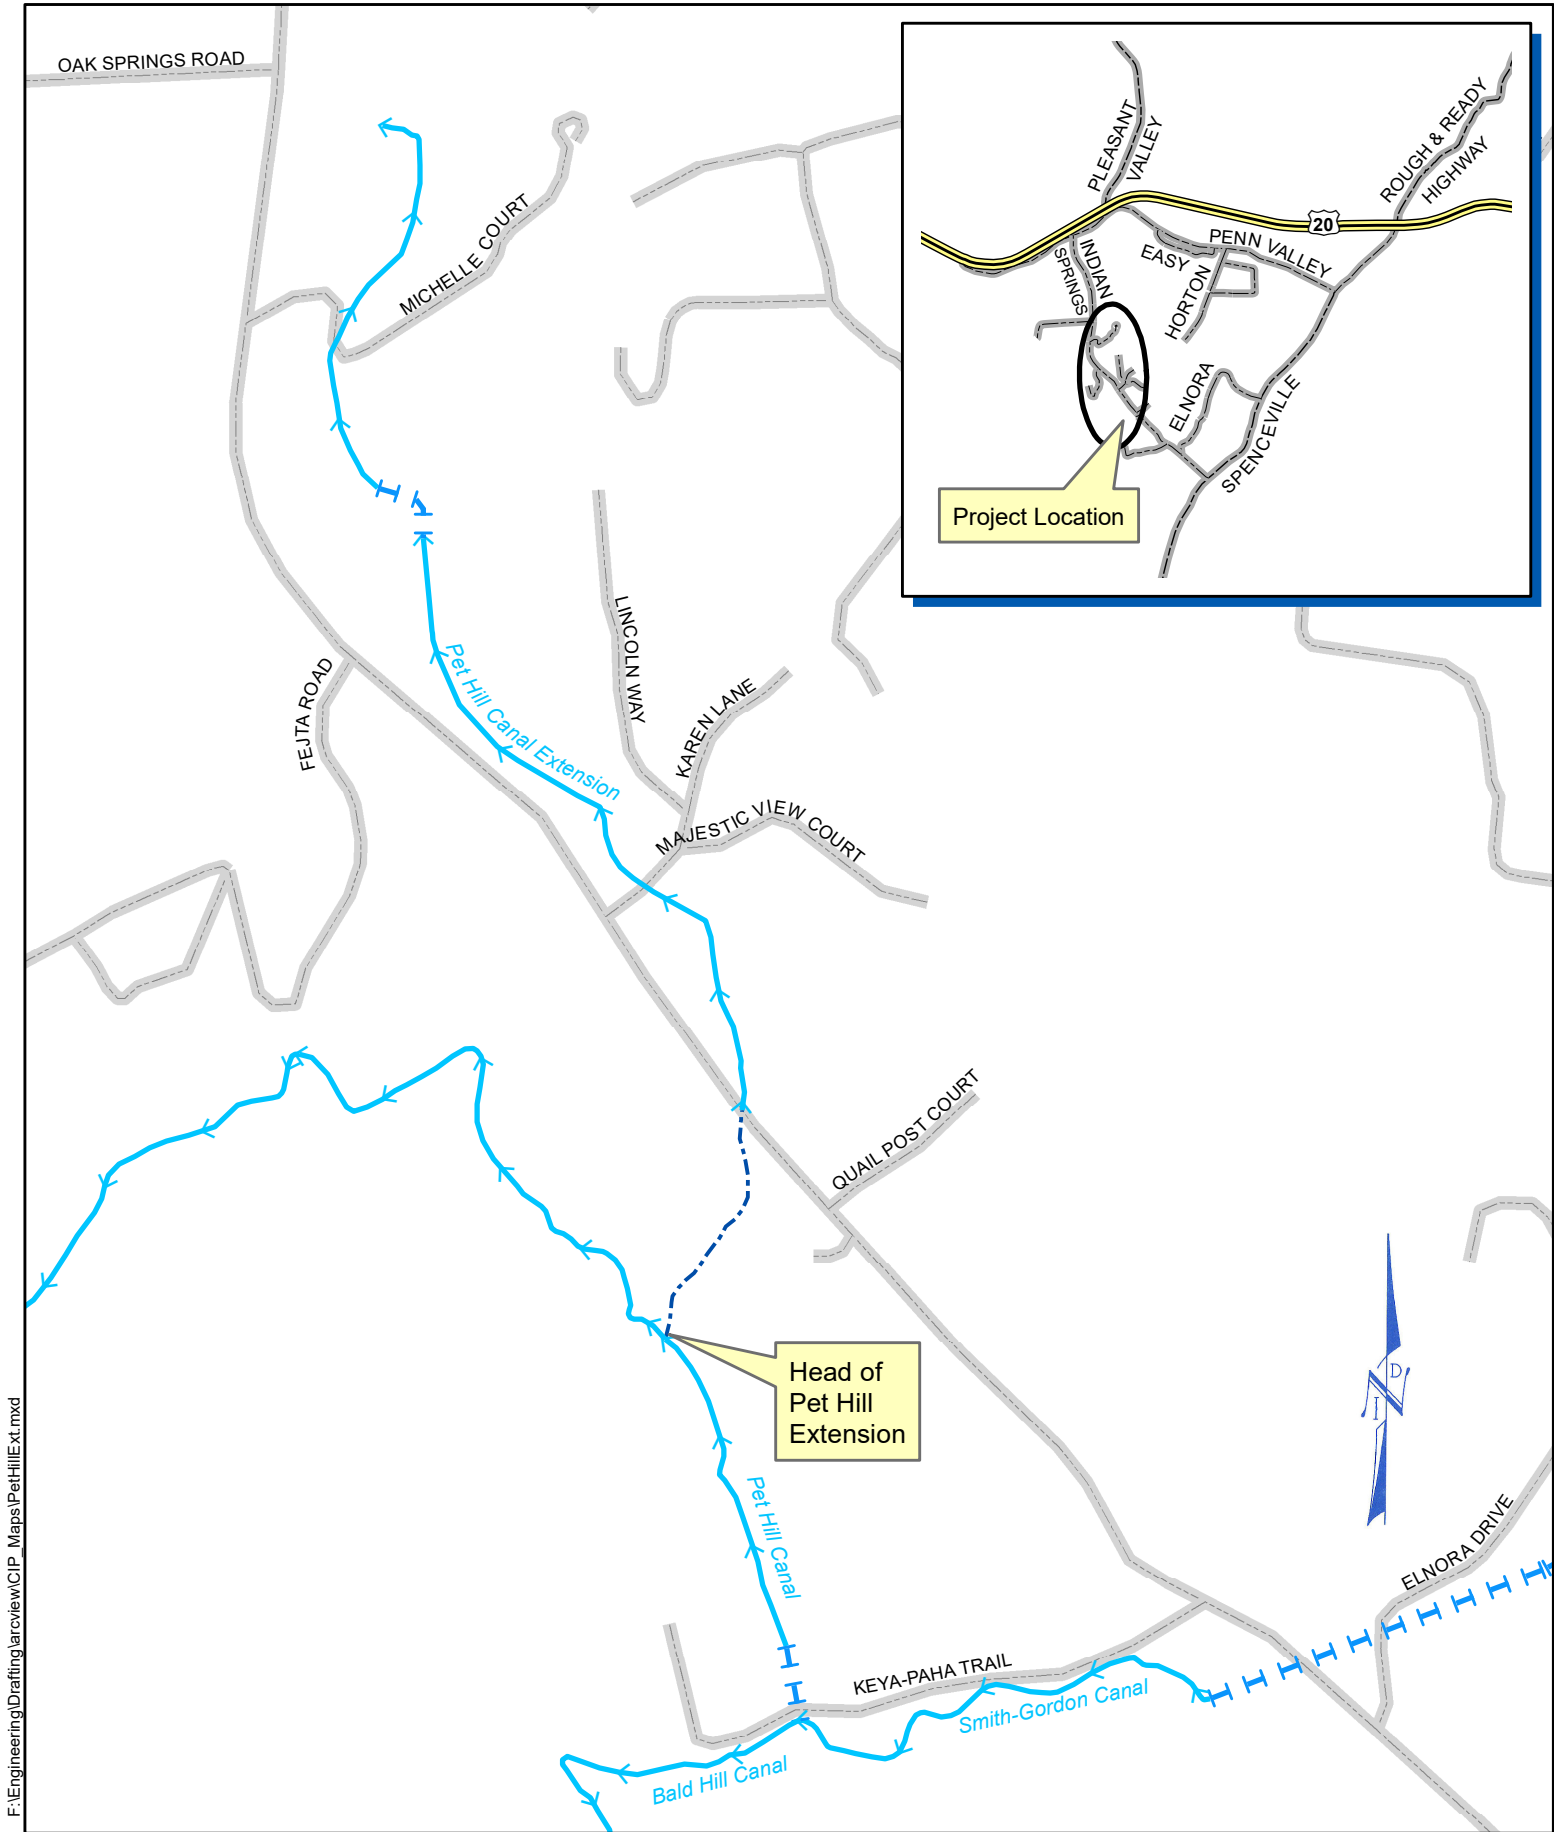 OAK SPRINGS ROAD
MICHELLE COURT
PLEASANT
VALLEY
ROUGH & READY
HIGHWAY
20
INDIAN
SPRINGS
EASY
PENN VALLEY
HORTON
ELNORA
SPENCEVILLE
Project Location
LINCOLN WAY
FEJTA ROAD
Pet Hill Canal Extension
KAREN LANE
MAJESTIC VIEW COURT
QUAIL POST COURT
Head of
Pet Hill
Extension
N
I
D
Pet Hill Canal
ELNORA DRIVE
KEYA-PAHA TRAIL
Smith-Gordon Canal
Bald Hill Canal
F:\Engineering\Drafting\arcview\CIP_Maps\PetHillExt.mxd